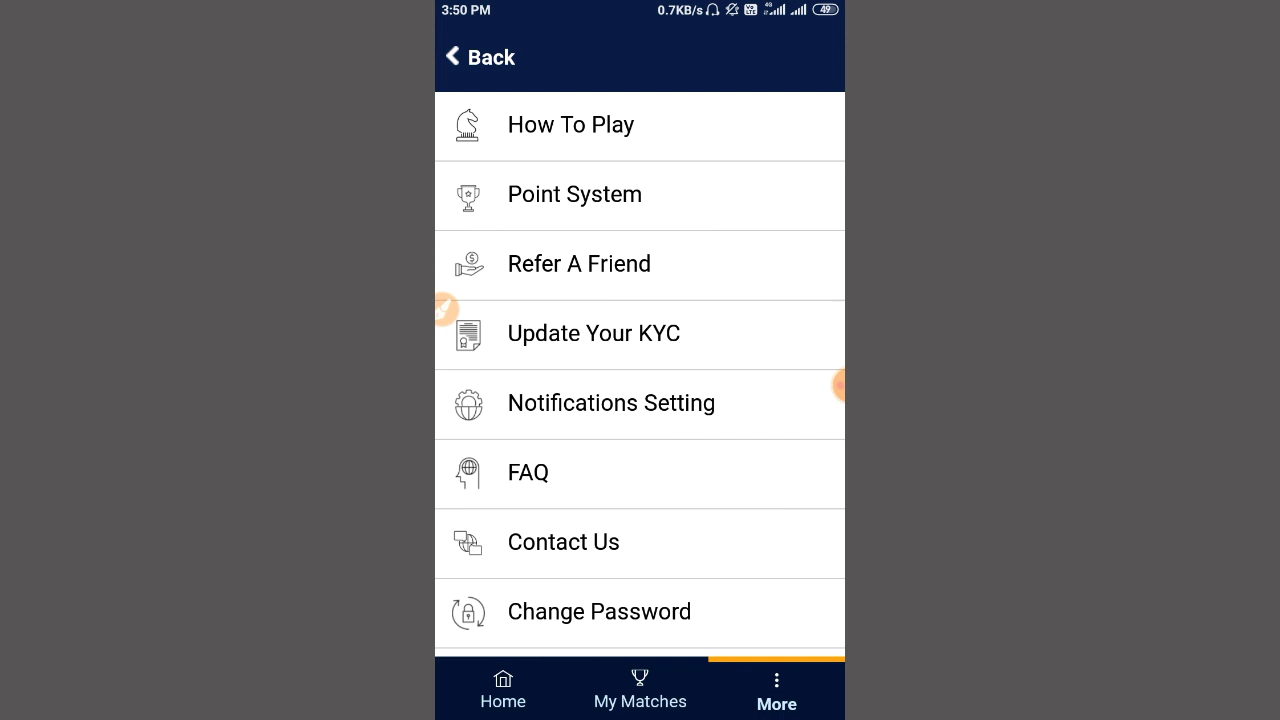 3:50 PM 0.7KB/s 4G 49
Back
How To Play
Point System
Refer A Friend
Update Your KYC
Notifications Setting
FAQ
Contact Us
Change Password
Home My Matches More